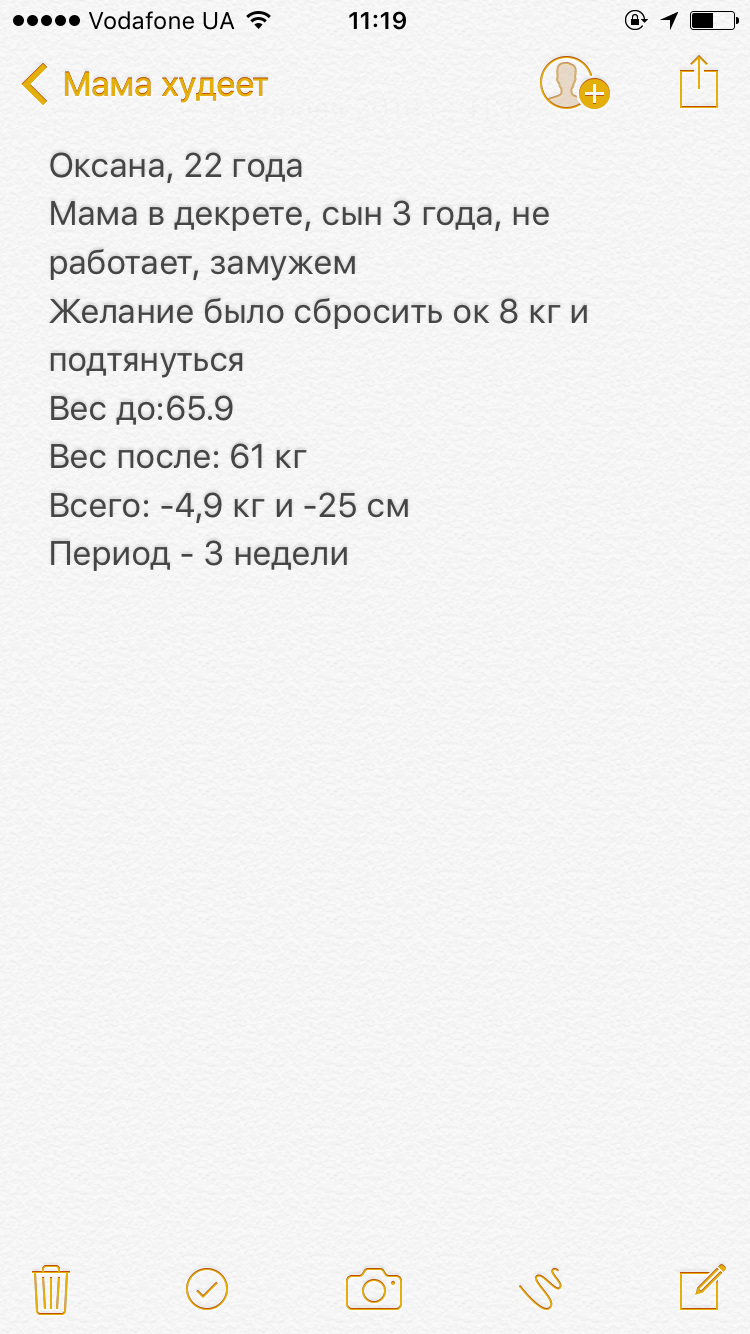 Vodafone UA 11:19
Мама худеет
Оксана, 22 года
Мама в декрете, сын 3 года, не
работает, замужем
Желание было сбросить ок 8 кг и
подтянуться
Вес до:65.9
Вес после: 61 кг
Всего: -4,9 кг и -25 см
Период - 3 недели